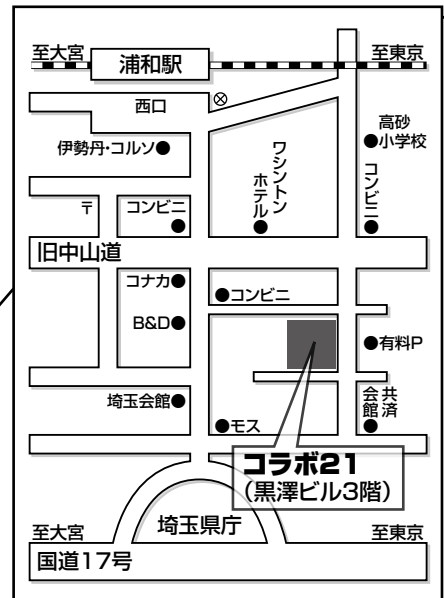 至大宮
浦和駅
至東京
西口
伊勢丹・コルソ
ワシントン
ホテル
高砂
小学校
コンビニ
〒
コンビニ
旧中山道
コナカ
コンビニ
B&D
有料P
埼玉会館
モス
共済
会館
コラボ21
(黒澤ビル3階)
埼玉県庁
至大宮
至東京
国道17号